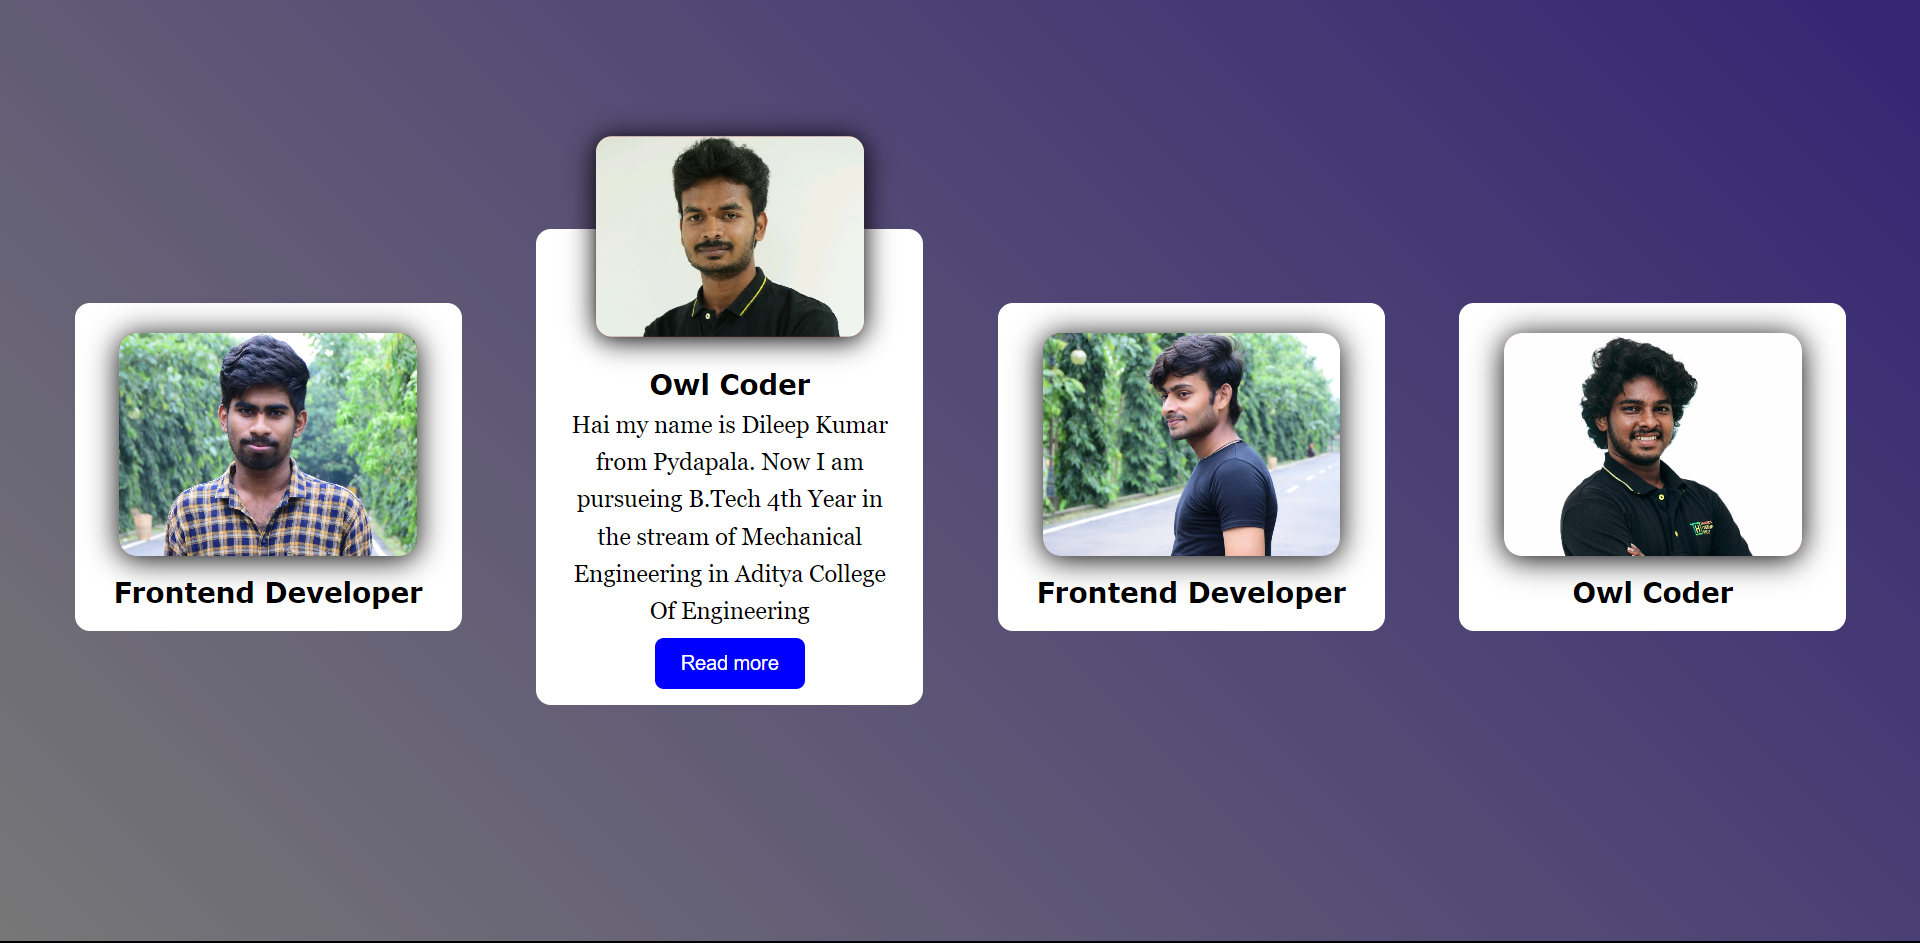 Frontend Developer
Owl Coder
Hai my name is Dileep Kumar
from Pydapala. Now I am
pursueing B.Tech 4th Year in
the stream of Mechanical
Engineering in Aditya College
Of Engineering
Read more
Frontend Developer
Owl Coder